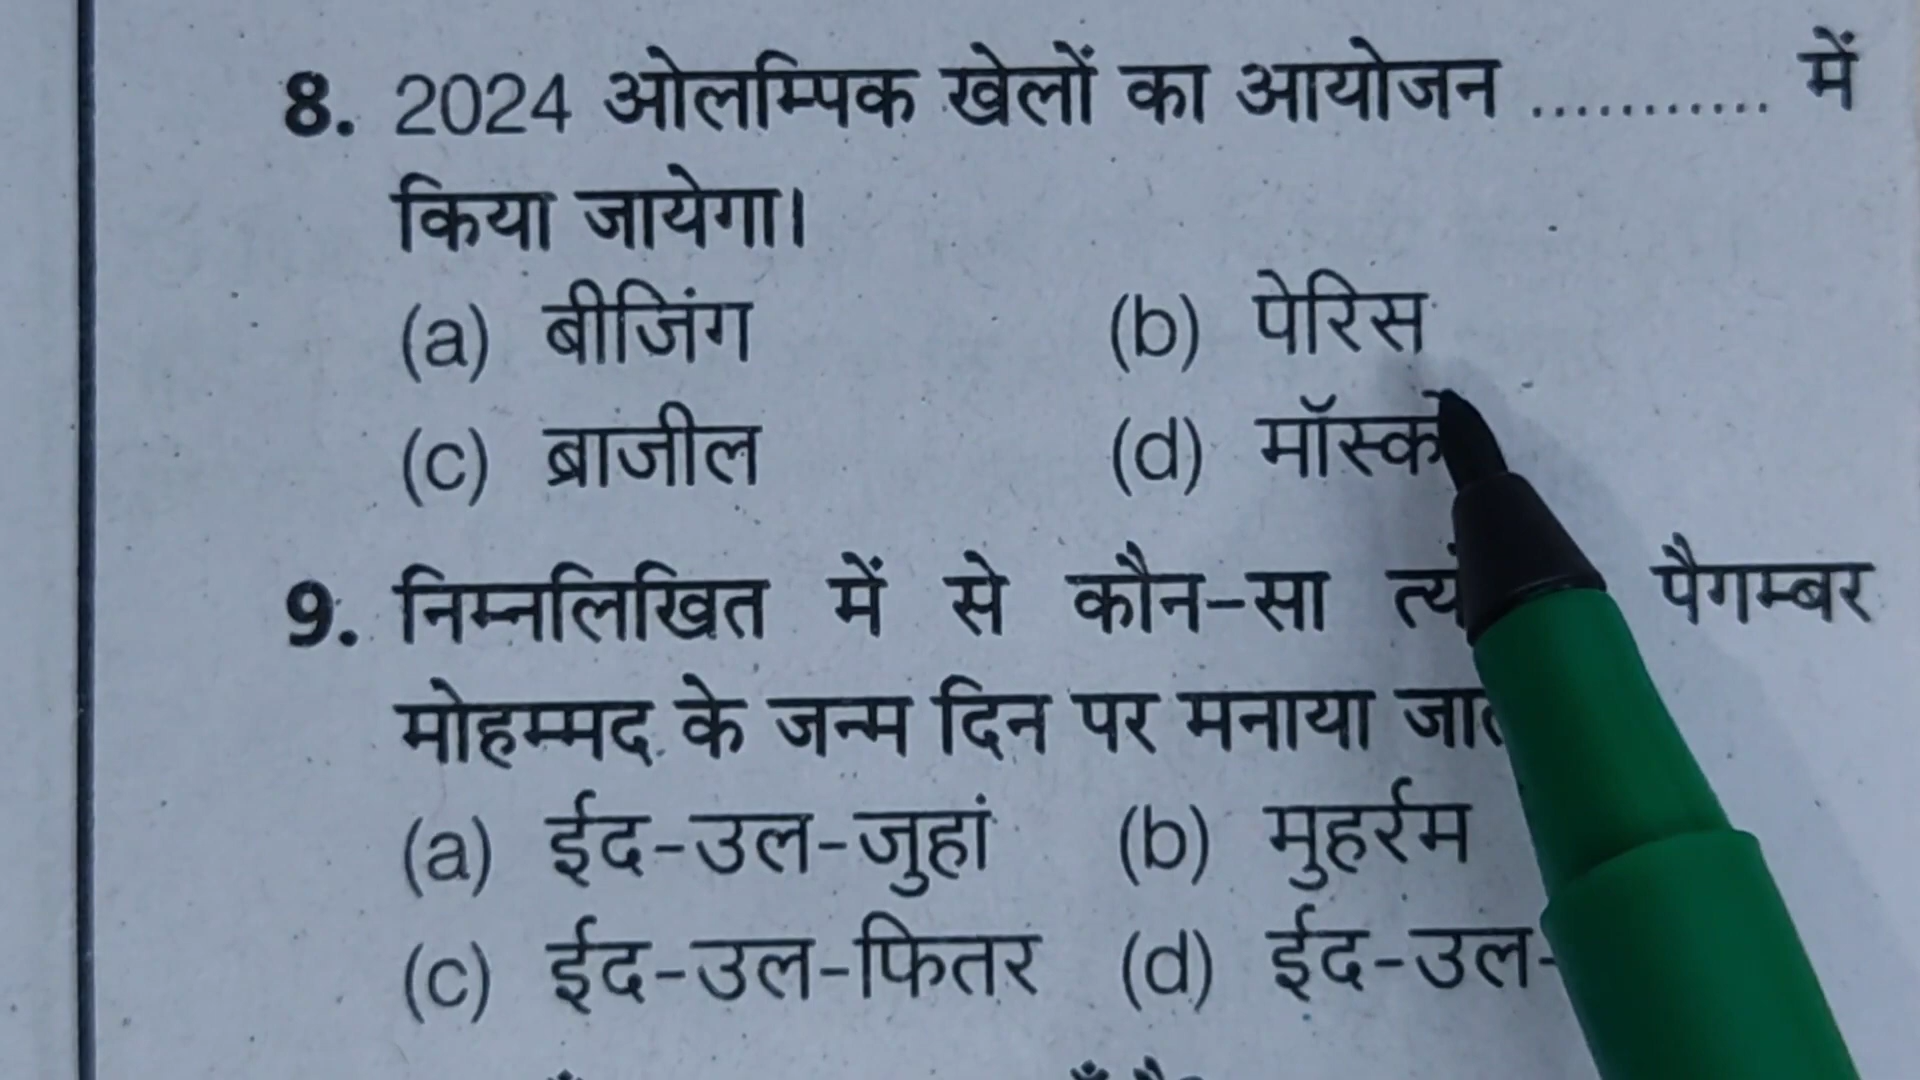 8. 2024 ओलम्पिक खेलों का आयोजन ........... में
किया जायेगा।
(a) बीजिंग (b) पेरिस
(c) ब्राजील (d)
9. निम्नलिखित में से कौन-सा पैगम्बर
मोहम्मद के जन्म दिन पर मनाया
(a) ईद-उल-जुहां (b) मुहर्रम
(c) ईद-उल-फितर (d) ईद-उल-